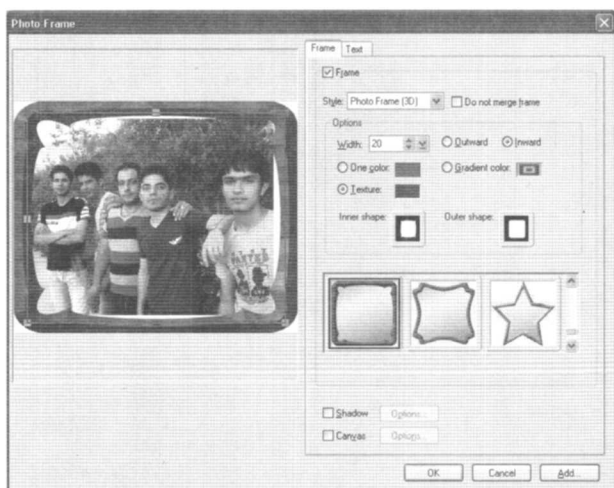 Photo Frame
Frame Text
Frame
Style: Photo Frame (3D) Do not merge frame
Options
Width: 20 Outward Inward
One color: Gradient color:
Texture:
Inner shape: Outer shape:
Shadow Options...
Canvas Options...
OK Cancel Add...